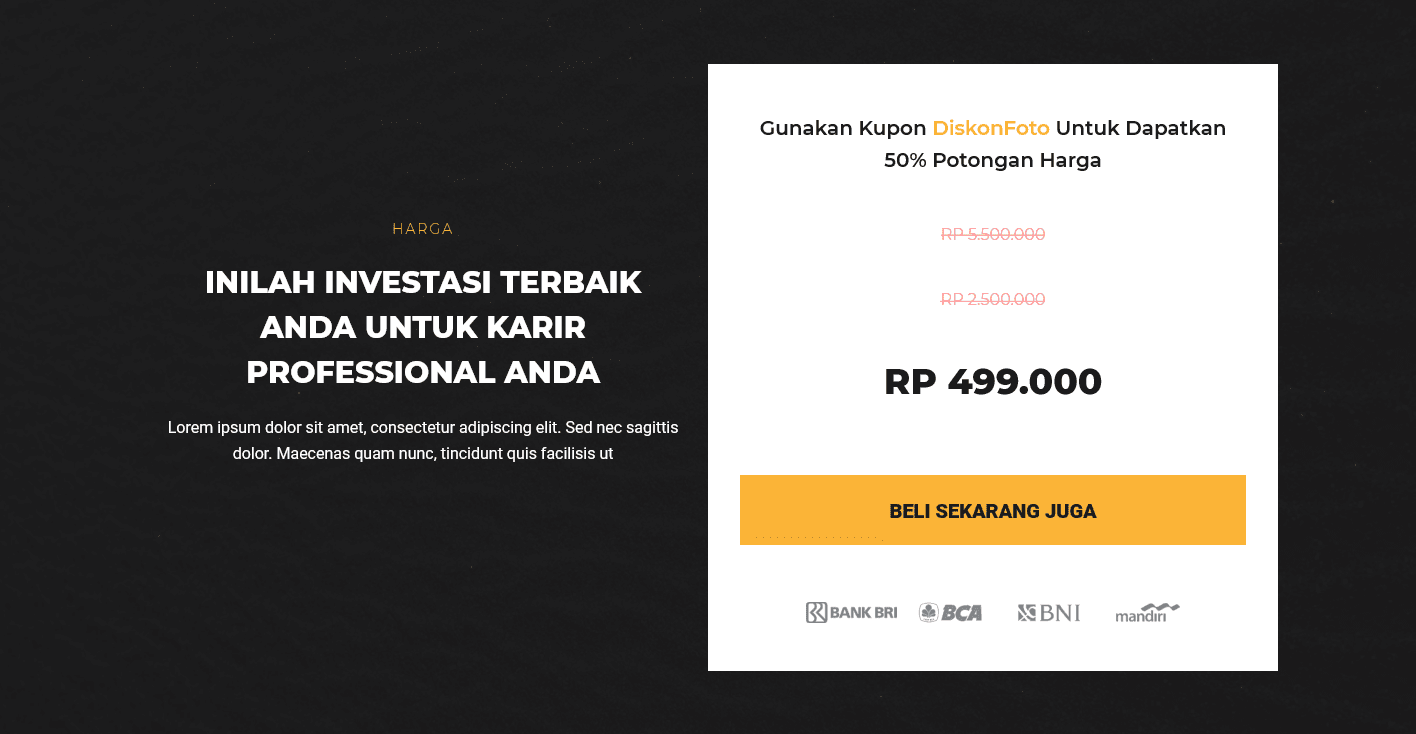 HARGA
INILAH INVESTASI TERBAIK
ANDA UNTUK KARIR
PROFESSIONAL ANDA
Lorem ipsum dolor sit amet, consectetur adipiscing elit. Sed nec sagittis
dolor. Maecenas quam nunc, tincidunt quis facilisis ut
Gunakan Kupon DiskonFoto Untuk Dapatkan
50% Potongan Harga
RP 5.500.000
RP 2.500.000
RP 499.000
BELI SEKARANG JUGA
BANK BRI BCA BNI mandiri